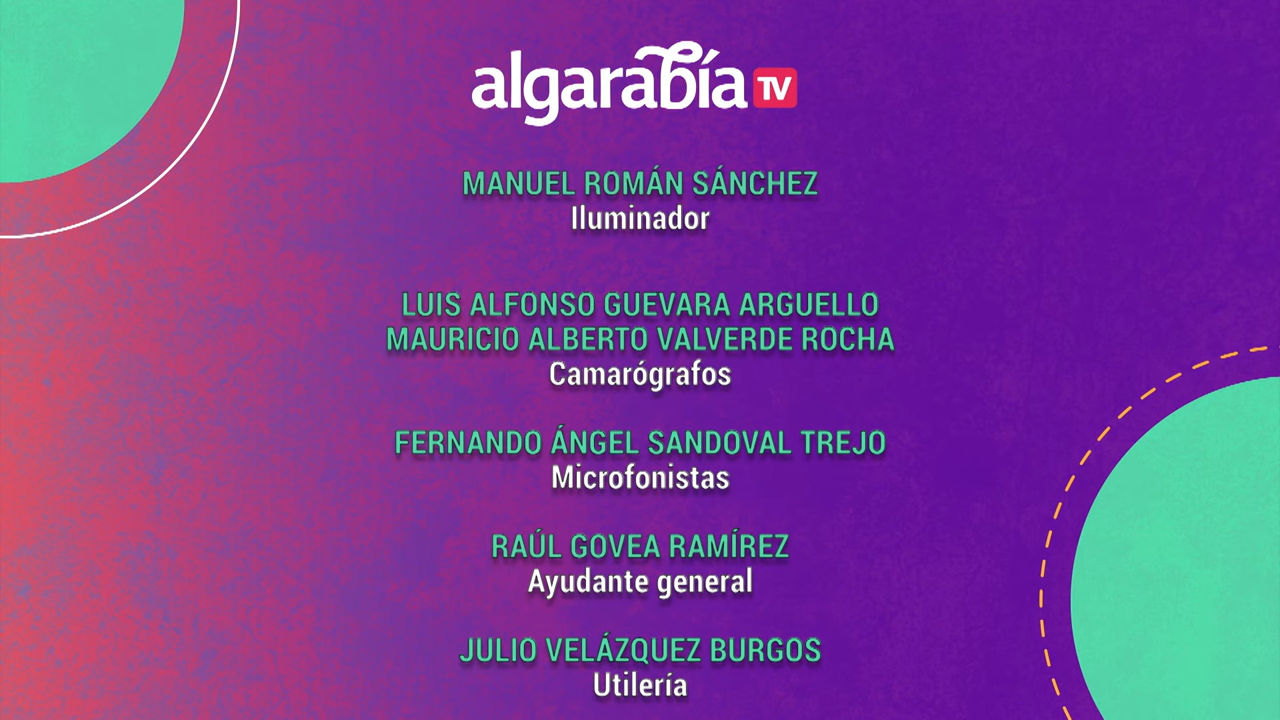 algarabía TV
MANUEL ROMÁN SÁNCHEZ
Iluminador
LUIS ALFONSO GUEVARA ARGUELLO
MAURICIO ALBERTO VALVERDE ROCHA
Camarógrafos
FERNANDO ÁNGEL SANDOVAL TREJO
Microfonistas
RAÚL GOVEA RAMÍREZ
Ayudante general
JULIO VELÁZQUEZ BURGOS
Utilería